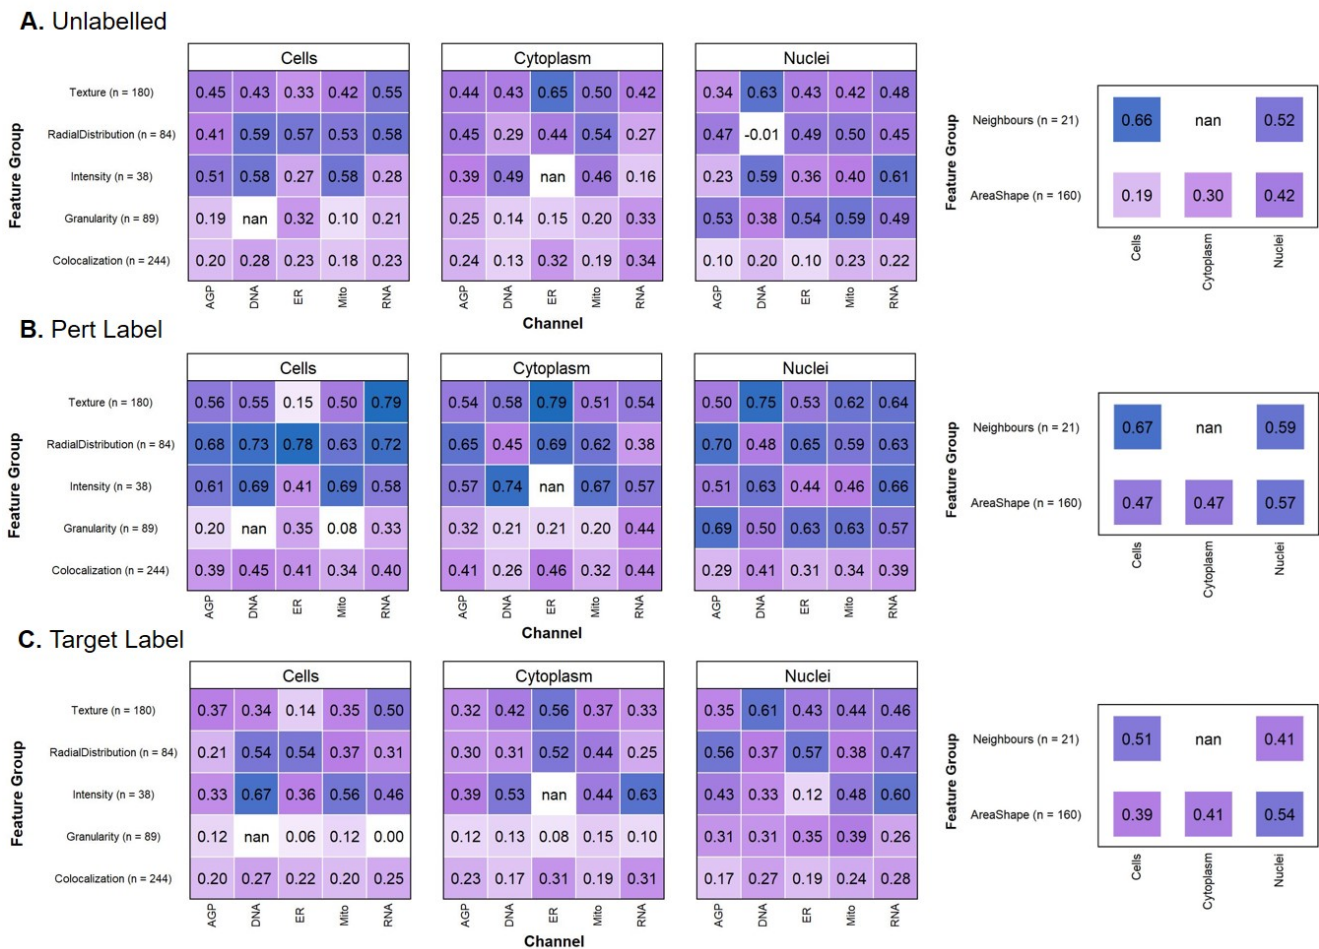 A. Unlabelled
Cells Cytoplasm Nuclei
Texture (n = 180) 0.45 0.43 0.33 0.42 0.55 0.44 0.43 0.65 0.50 0.42 0.34 0.63 0.43 0.42 0.48
RadialDistribution (n = 84) 0.41 0.59 0.57 0.53 0.58 0.45 0.29 0.44 0.54 0.27 0.47 -0.01 0.49 0.50 0.45
Intensity (n = 38) 0.51 0.58 0.27 0.58 0.28 0.39 0.49 nan 0.46 0.16 0.23 0.59 0.36 0.40 0.61
Granularity (n = 89) 0.19 nan 0.32 0.10 0.21 0.25 0.14 0.15 0.20 0.33 0.53 0.38 0.54 0.59 0.49
Colocalization (n = 244) 0.20 0.28 0.23 0.18 0.23 0.24 0.13 0.32 0.19 0.34 0.10 0.20 0.10 0.23 0.22
Feature Group
AGP DNA ER Mito RNA AGP DNA ER Mito RNA AGP DNA ER Mito RNA
Channel
Feature Group
Neighbours (n = 21) 0.66 nan 0.52
AreaShape (n = 160) 0.19 0.30 0.42
Cells Cytoplasm Nuclei
B. Pert Label
Cells Cytoplasm Nuclei
Texture (n = 180) 0.56 0.55 0.15 0.50 0.79 0.54 0.58 0.79 0.51 0.54 0.50 0.75 0.53 0.62 0.64
RadialDistribution (n = 84) 0.68 0.73 0.78 0.63 0.72 0.65 0.45 0.69 0.62 0.38 0.70 0.48 0.65 0.59 0.63
Intensity (n = 38) 0.61 0.69 0.41 0.69 0.58 0.57 0.74 nan 0.67 0.57 0.51 0.63 0.44 0.46 0.66
Granularity (n = 89) 0.20 nan 0.35 0.08 0.33 0.32 0.21 0.21 0.20 0.44 0.69 0.50 0.63 0.63 0.57
Colocalization (n = 244) 0.39 0.45 0.41 0.34 0.40 0.41 0.26 0.46 0.32 0.44 0.29 0.41 0.31 0.34 0.39
Feature Group
AGP DNA ER Mito RNA AGP DNA ER Mito RNA AGP DNA ER Mito RNA
Channel
Feature Group
Neighbours (n = 21) 0.67 nan 0.59
AreaShape (n = 160) 0.47 0.47 0.57
Cells Cytoplasm Nuclei
C. Target Label
Cells Cytoplasm Nuclei
Texture (n = 180) 0.37 0.34 0.14 0.35 0.50 0.32 0.42 0.56 0.37 0.33 0.35 0.61 0.43 0.44 0.46
RadialDistribution (n = 84) 0.21 0.54 0.54 0.37 0.31 0.30 0.31 0.52 0.44 0.25 0.56 0.37 0.57 0.38 0.47
Intensity (n = 38) 0.33 0.67 0.36 0.56 0.46 0.39 0.53 nan 0.44 0.63 0.43 0.33 0.12 0.48 0.60
Granularity (n = 89) 0.12 nan 0.06 0.12 0.00 0.12 0.13 0.08 0.15 0.10 0.31 0.31 0.35 0.39 0.26
Colocalization (n = 244) 0.20 0.27 0.22 0.20 0.25 0.23 0.17 0.31 0.19 0.31 0.17 0.27 0.19 0.24 0.28
Feature Group
AGP DNA ER Mito RNA AGP DNA ER Mito RNA AGP DNA ER Mito RNA
Channel
Feature Group
Neighbours (n = 21) 0.51 nan 0.41
AreaShape (n = 160) 0.39 0.41 0.54
Cells Cytoplasm Nuclei